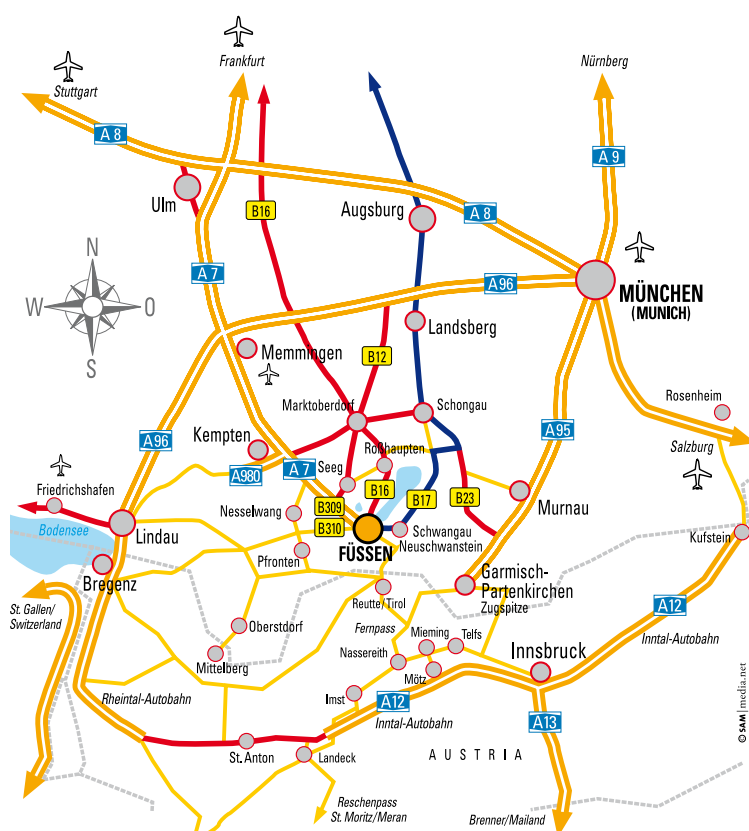 Frankfurt
Nürnberg
Stuttgart
A 8
A 9
Ulm
B16
Augsburg
A 8
N
W
O
S
A 7
A 96
MÜNCHEN
(MUNICH)
Landsberg
Memmingen
B12
Marktoberdorf
Schongau
Rosenheim
A 96
Kempten
A 95
Roßhaupten
Salzburg
A980
A 7
Seeg
Friedrichshafen
B16
B17
B23
Nesselwang
B309
Murnau
Bodensee
Lindau
B310
Schwangau
Neuschwanstein
Kufstein
FÜSSEN
Pfronten
Bregenz
Garmisch-
Partenkirchen
Zugspitze
Reutte/Tirol
A12
St. Gallen/
Switzerland
Oberstdorf
Fernpass
Mieming
Telfs
Inntal-Autobahn
Mittelberg
Nassereith
Innsbruck
Mötz
Rheintal-Autobahn
Imst
A12
Inntal-Autobahn
A13
St. Anton
Landeck
AUSTRIA
Reschenpass
St. Moritz/Meran
Brenner/Mailand
© SAM | media.net